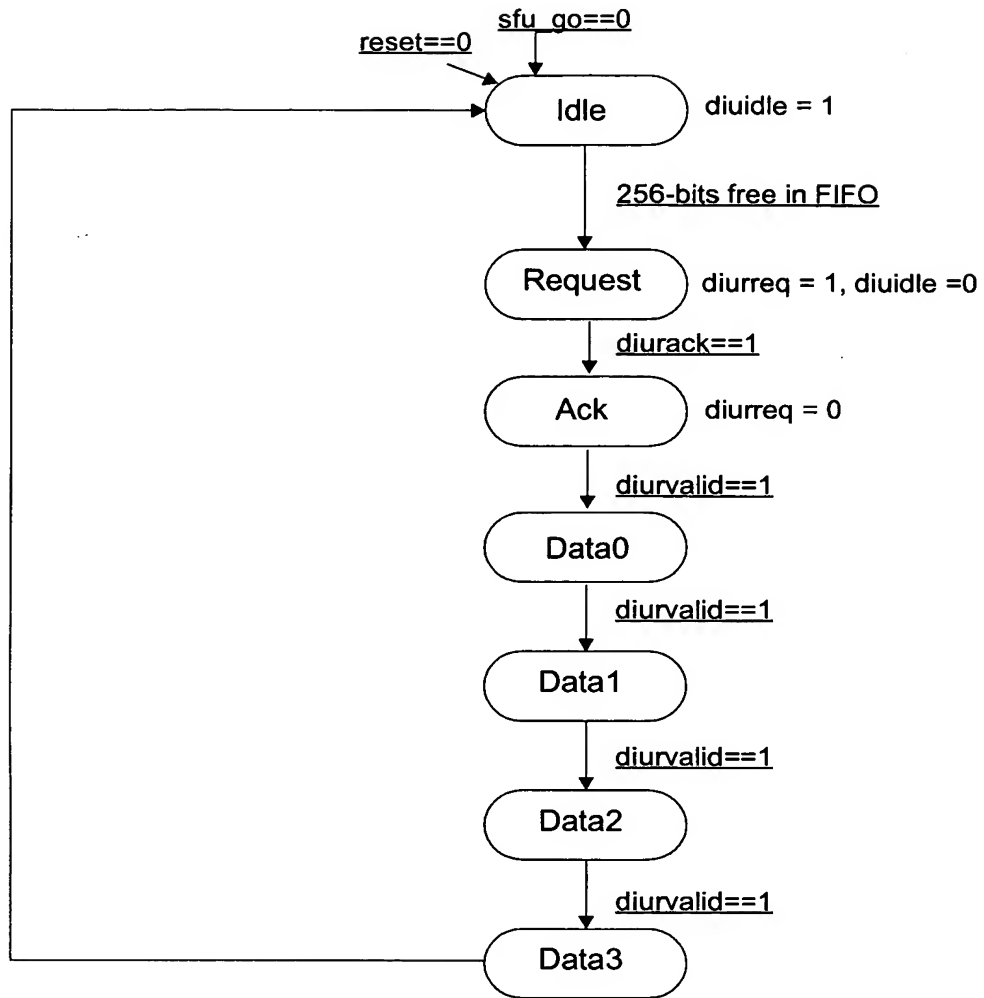 sfu_go==0
reset==0
Idle
diuidle = 1
256-bits free in FIFO
Request
diurreq = 1, diuidle =0
diurack==1
Ack
diurreq = 0
diurvalid==1
Data0
diurvalid==1
Data1
diurvalid==1
Data2
diurvalid==1
Data3